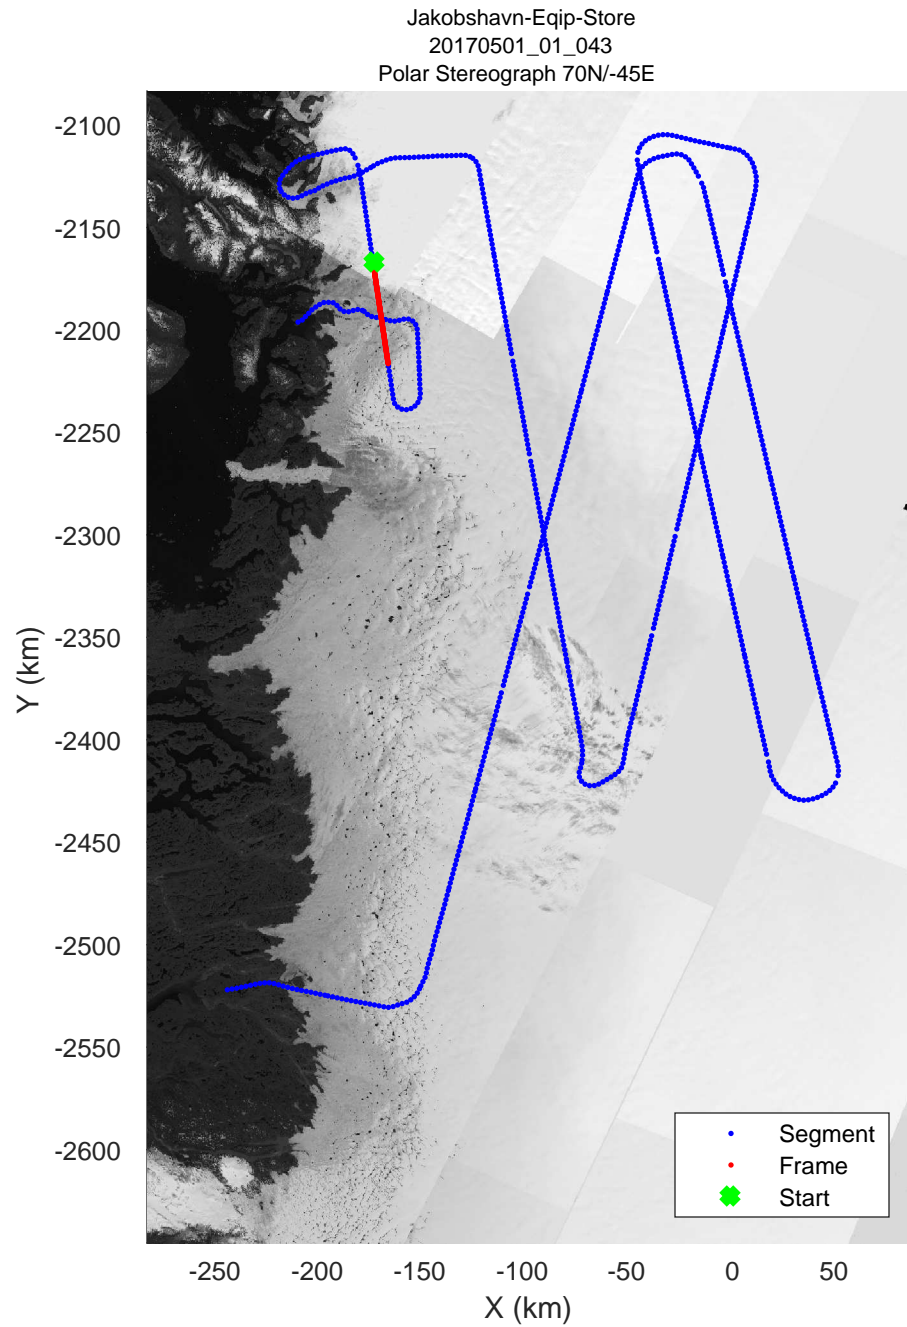 Jakobshavn-Eqip-Store
20170501_01_043
Polar Stereograph 70N/-45E
-2100
-2150
-2200
-2250
-2300
-2350
-2400
-2450
-2500
-2550
-2600
Y (km)
Segment
Frame
Start
-250 -200 -150 -100 -50 0 50
X (km)